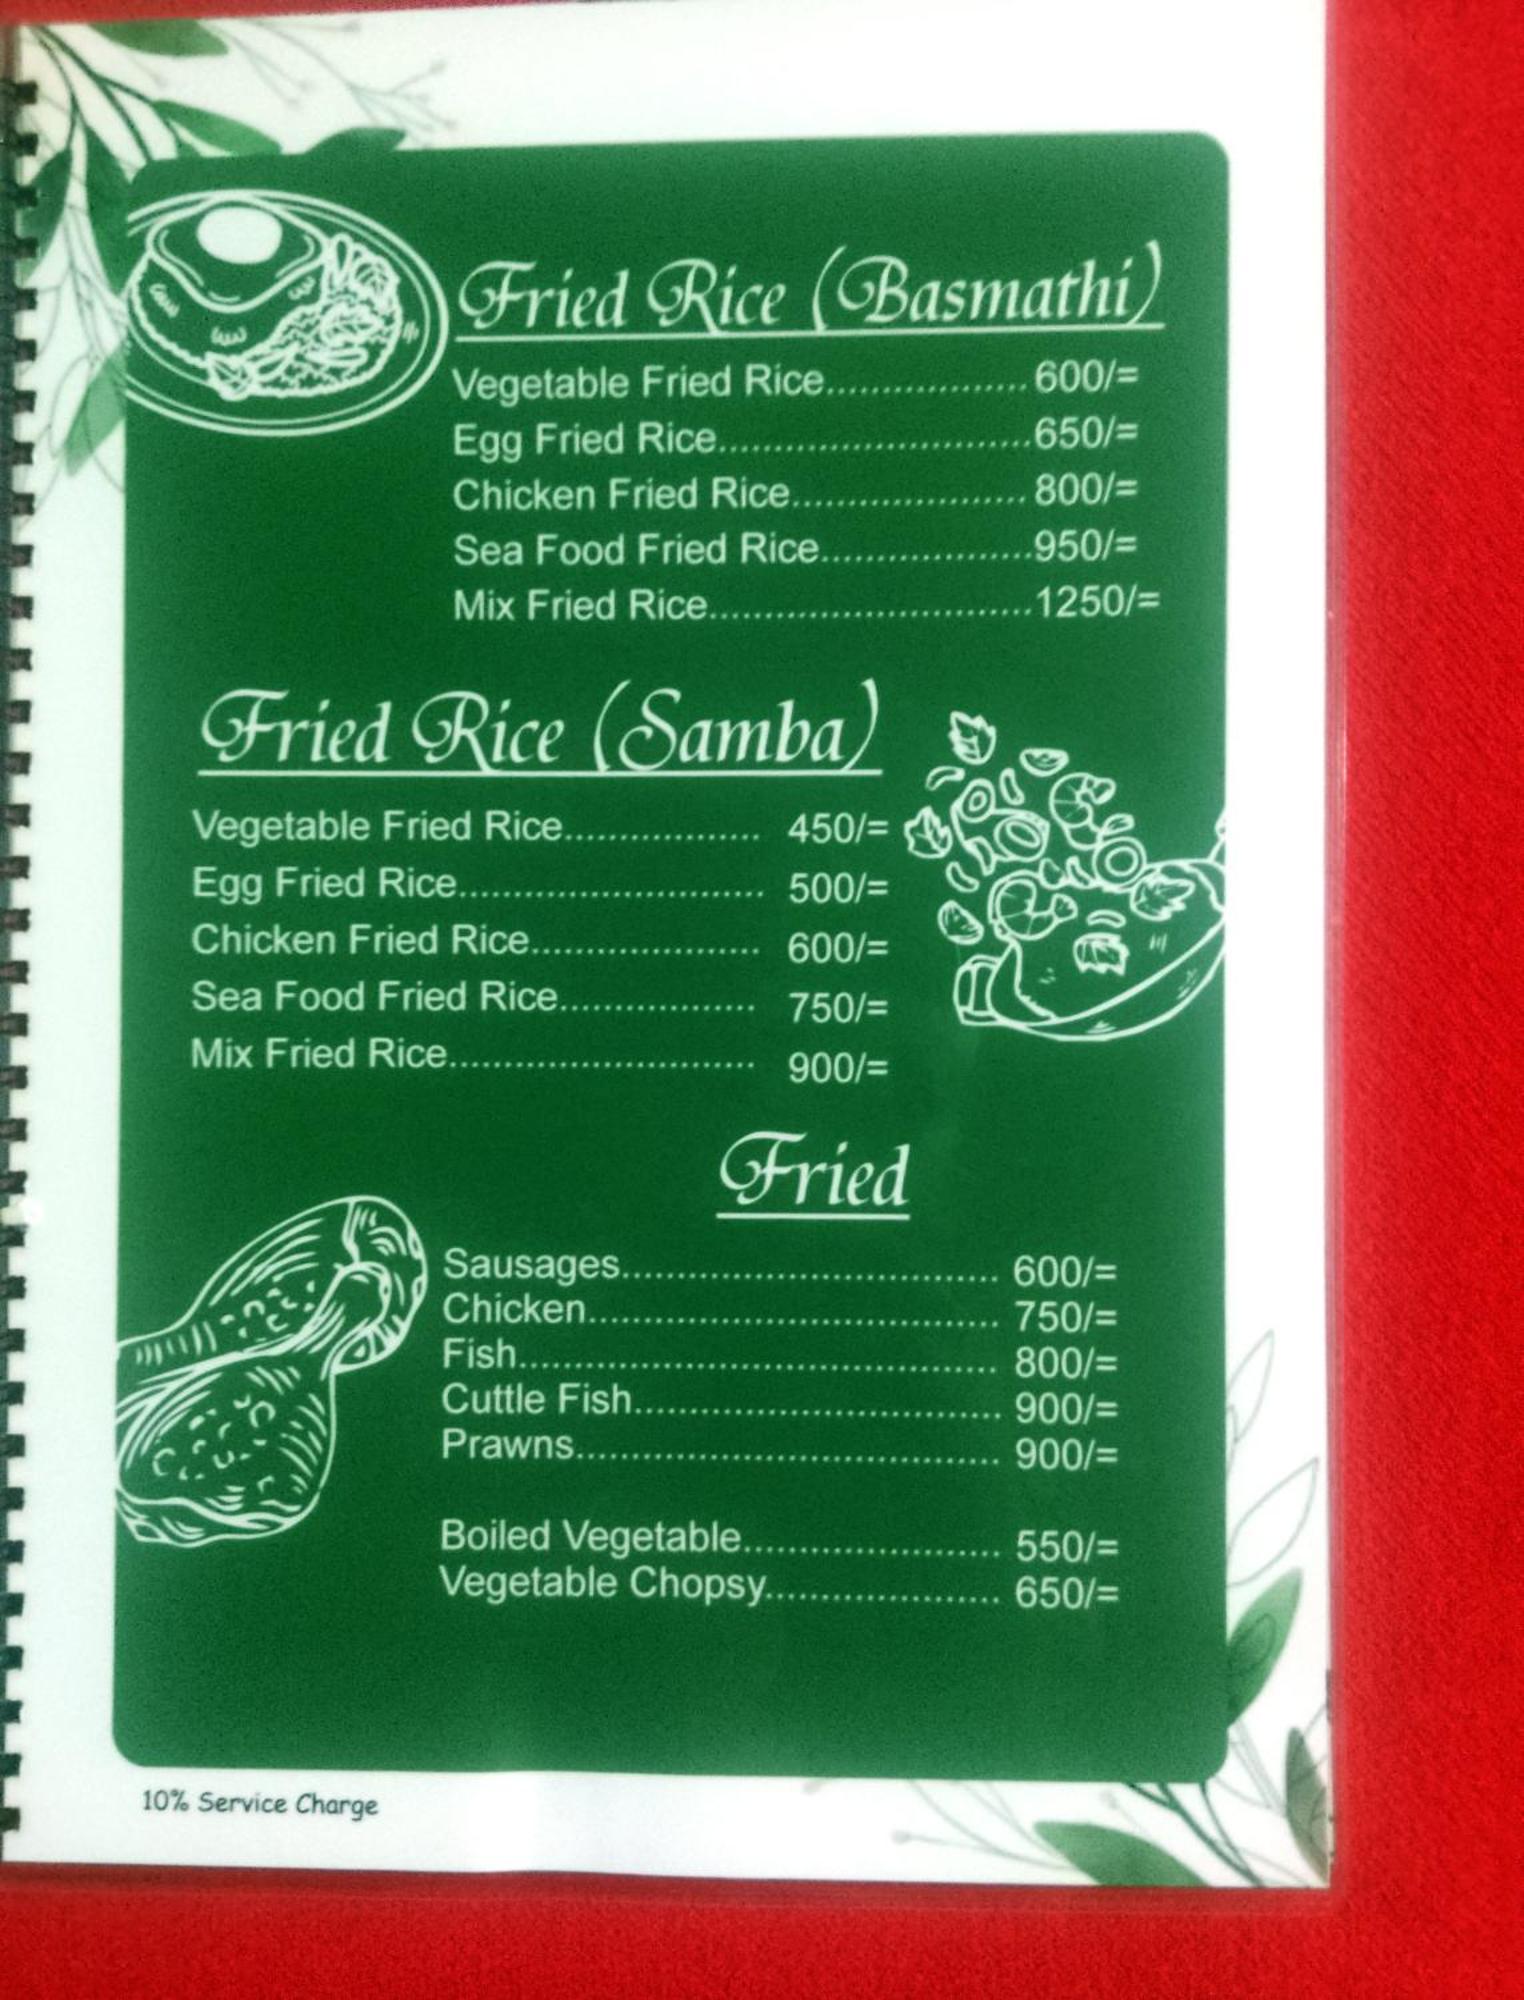 Fried Rice (Basmathi)
Vegetable Fried Rice.................. 600/=
Egg Fried Rice............................650/=
Chicken Fried Rice..................... 800/=
Sea Food Fried Rice...................950/=
Mix Fried Rice.............................1250/=
Fried Rice (Samba)
Vegetable Fried Rice.................. 450/=
Egg Fried Rice............................ 500/=
Chicken Fried Rice..................... 600/=
Sea Food Fried Rice.................. 750/=
Mix Fried Rice............................ 900/=
Fried
Sausages.................................. 600/=
Chicken..................................... 750/=
Fish........................................... 800/=
Cuttle Fish................................. 900/=
Prawns...................................... 900/=
Boiled Vegetable....................... 550/=
Vegetable Chopsy..................... 650/=
10% Service Charge